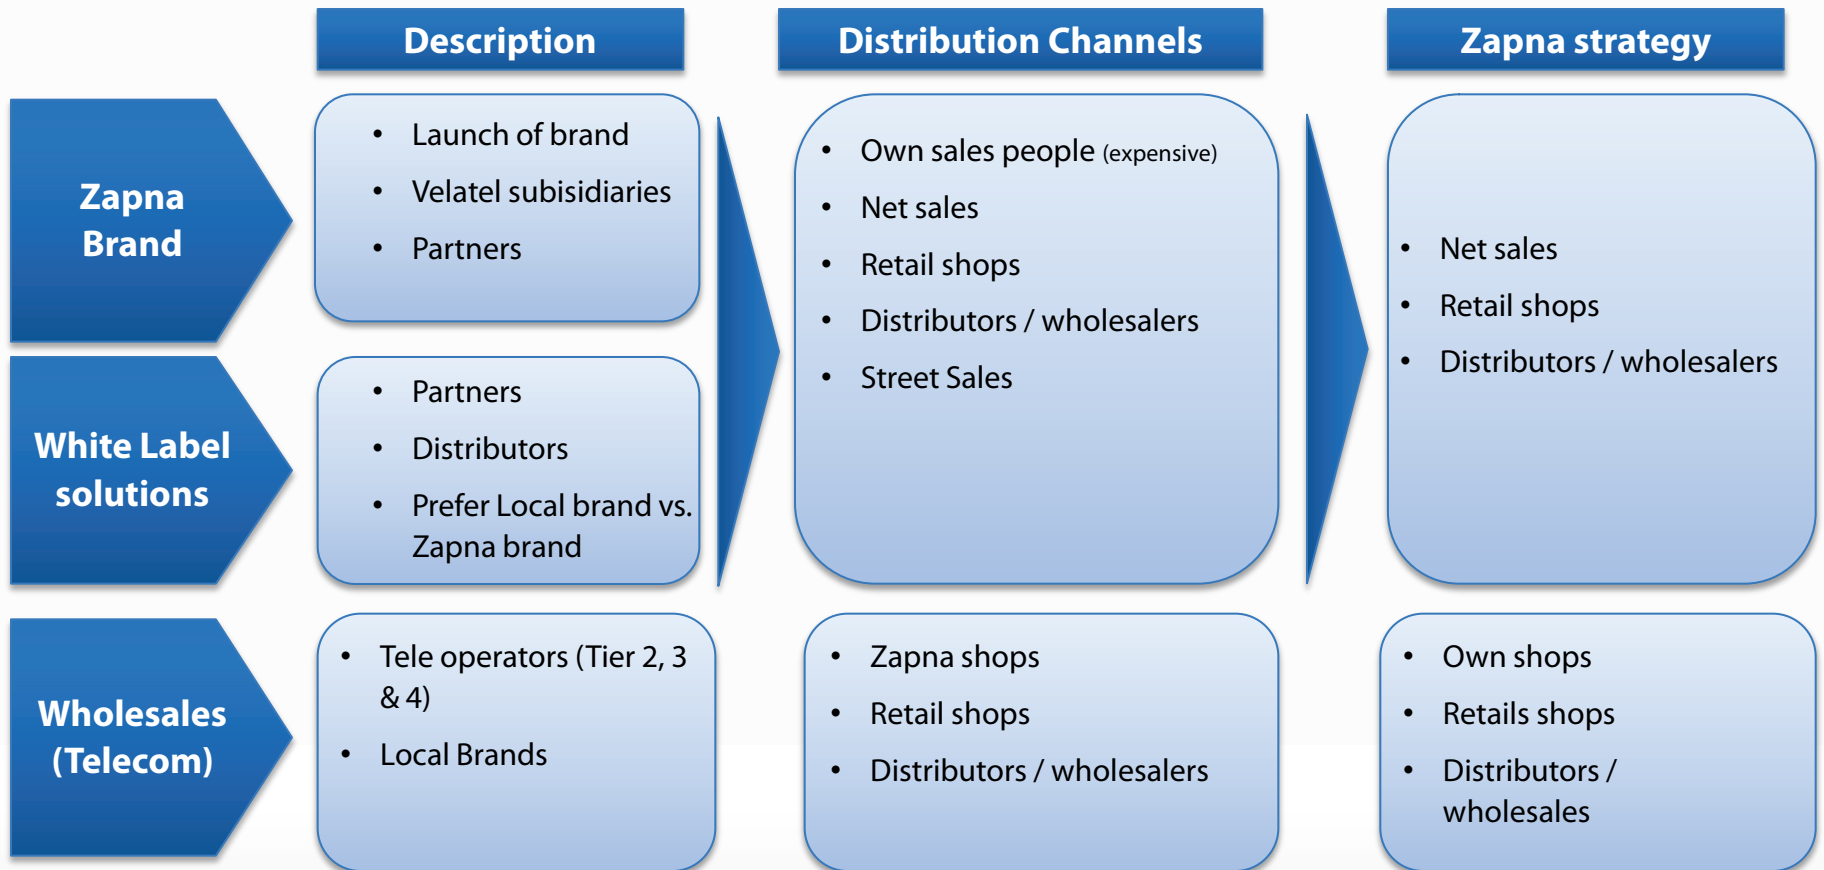 Description
Distribution Channels
Zapna strategy
Zapna
Brand
• Launch of brand
• Velatel subisidiaries
• Partners
• Own sales people (expensive)
• Net sales
• Retail shops
• Distributors / wholesalers
• Street Sales
• Net sales
• Retail shops
• Distributors / wholesalers
White Label
solutions
• Partners
• Distributors
• Prefer Local brand vs.
Zapna brand
Wholesales
(Telecom)
• Tele operators (Tier 2, 3
& 4)
• Local Brands
• Zapna shops
• Retail shops
• Distributors / wholesalers
• Own shops
• Retails shops
• Distributors /
wholesales